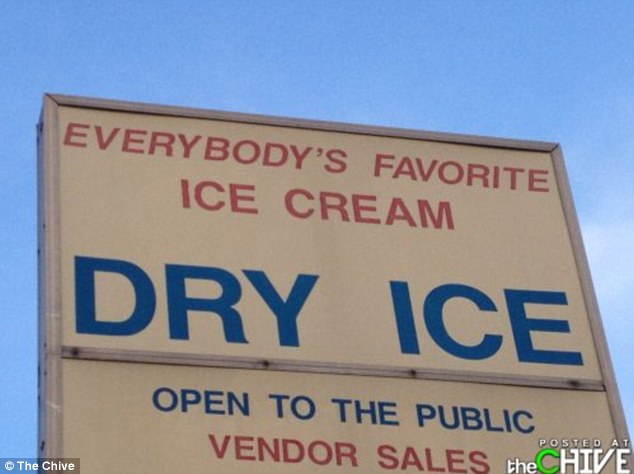 EVERYBODY'S FAVORITE
ICE CREAM
DRY ICE
OPEN TO THE PUBLIC
VENDOR SALES
POSTED AT
theCHIVE
© The Chive